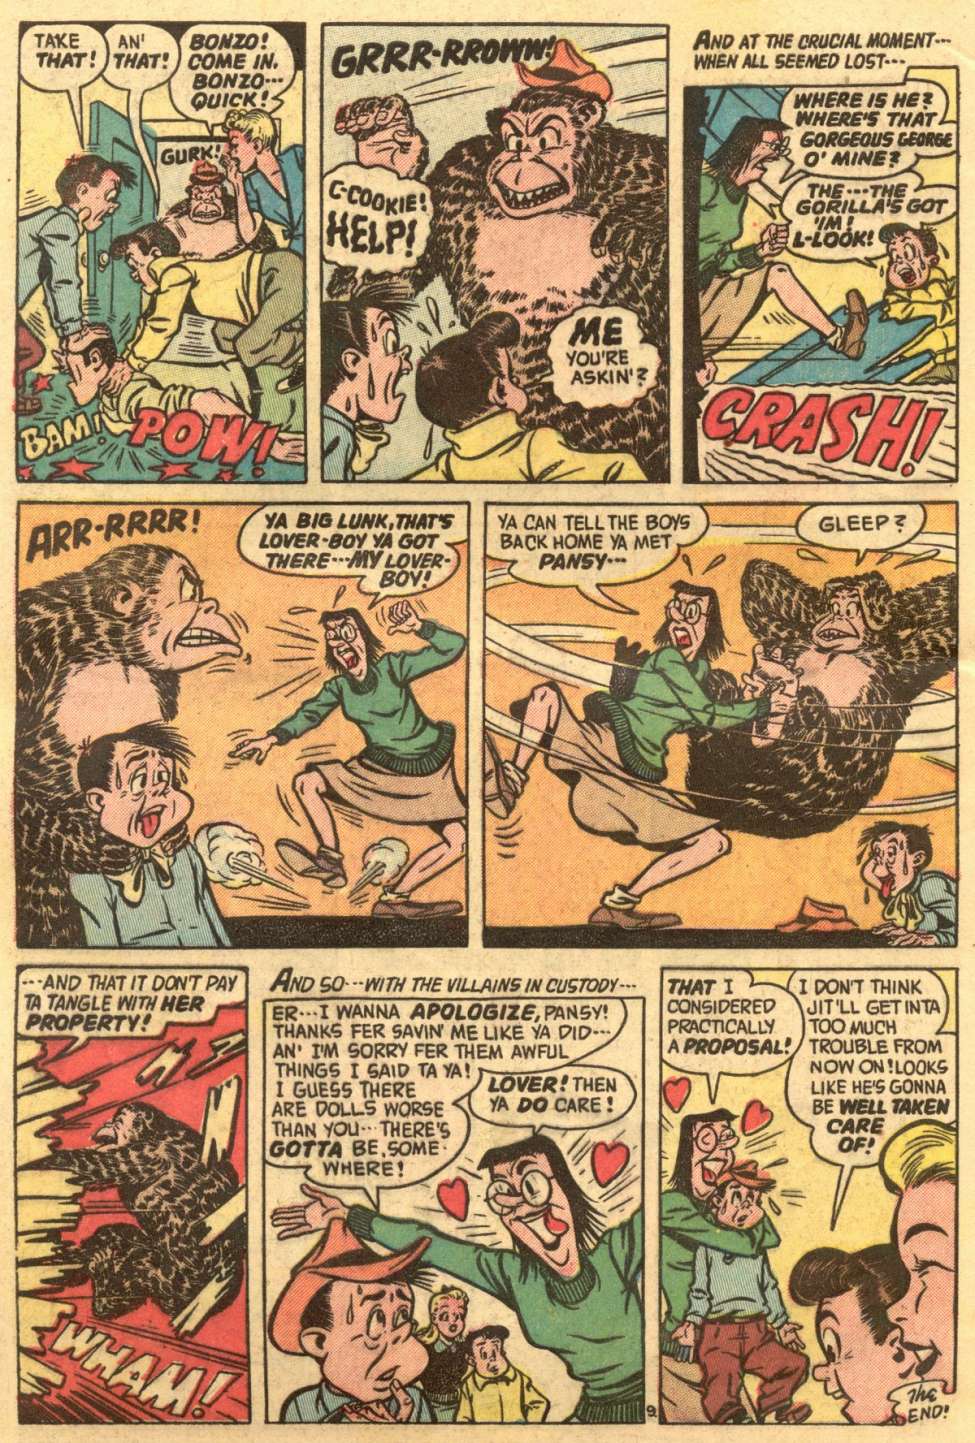 TAKE
THAT!
AN'
THAT!
BONZO!
COME IN,
BONZO---
QUICK!
GURK!
BAM!
POW!
GRRR-RROWW!
C-COOKIE!
HELP!
ME
YOU'RE
ASKIN'?
AND AT THE CRUCIAL MOMENT---
WHEN ALL SEEMED LOST---
WHERE IS HE?
WHERE'S THAT
GORGEOUS GEORGE
O' MINE?
THE---THE
GORILLA'S GOT
'IM!
L-LOOK!
CRASH!
ARR-RRRR!
YA BIG LUNK, THAT'S
LOVER-BOY YA GOT
THERE---MY LOVER-
BOY!
YA CAN TELL THE BOYS
BACK HOME YA MET
PANSY---
GLEEP?
---AND THAT IT DON'T PAY
TA TANGLE WITH HER
PROPERTY!
WHAM!
AND SO---WITH THE VILLAINS IN CUSTODY---
ER---I WANNA APOLOGIZE, PANSY!
THANKS FER SAVIN' ME LIKE YA DID---
AN' I'M SORRY FER THEM AWFUL
THINGS I SAID TA YA!
I GUESS THERE
ARE DOLLS WORSE
THAN YOU---THERE'S
GOTTA BE, SOME-
WHERE!
LOVER! THEN
YA DO CARE!
9
THAT I
CONSIDERED
PRACTICALLY
A PROPOSAL!
I DON'T THINK
JIT'LL GET INTA
TOO MUCH
TROUBLE FROM
NOW ON! LOOKS
LIKE HE'S GONNA
BE WELL TAKEN
CARE
OF!
THE
END!